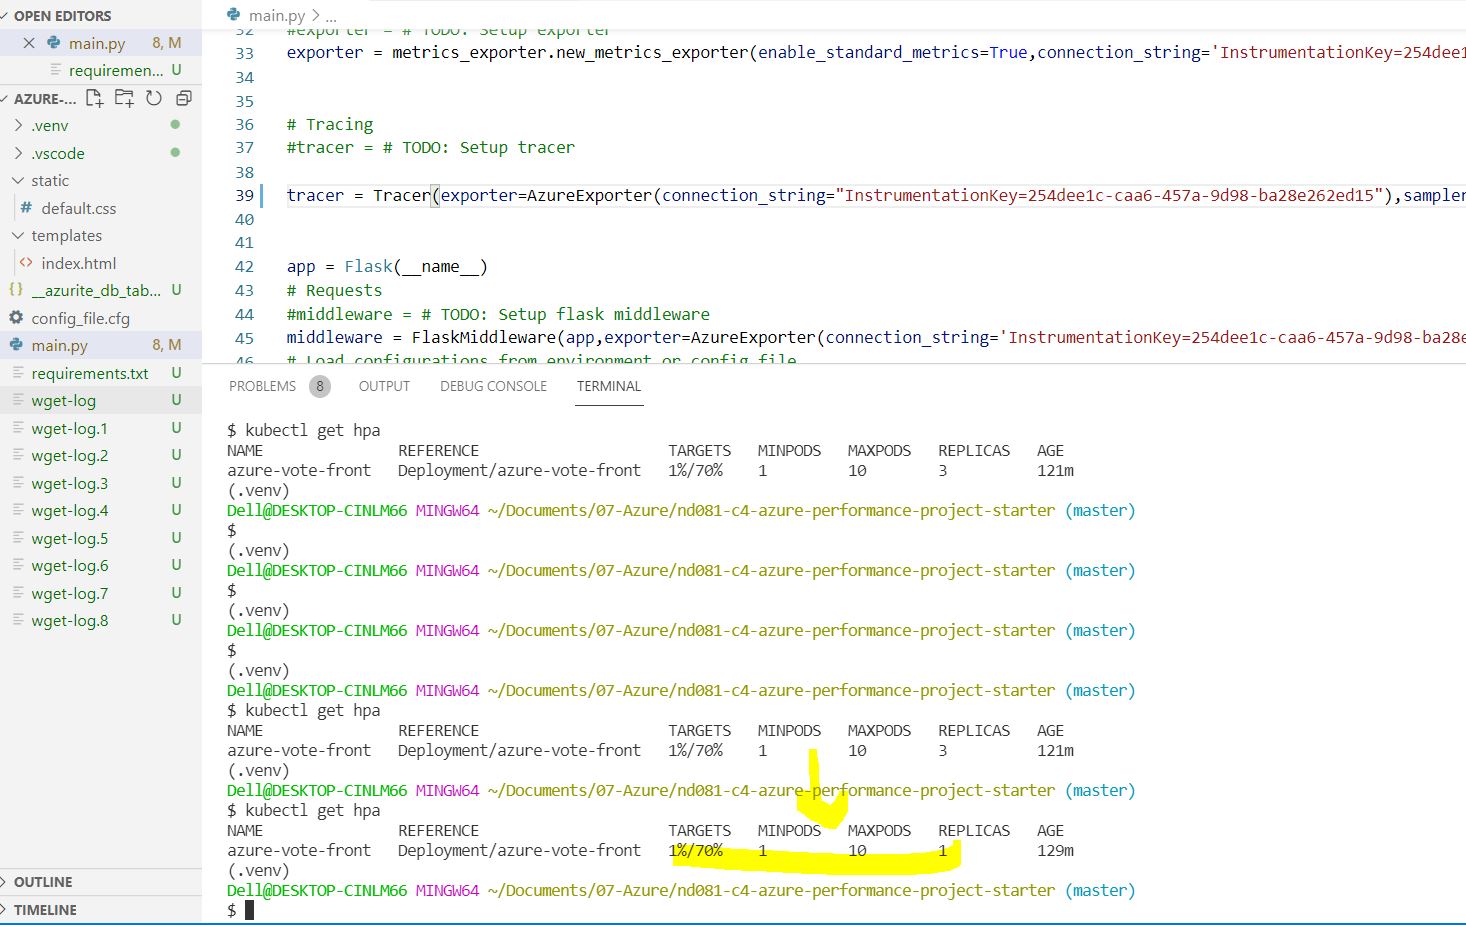 OPEN EDITORS
main.py 8, M
requiremen... U
AZURE-...
.venv
.vscode
static
# default.css
templates
<> index.html
{} __azurite_db_tab... U
config_file.cfg
main.py 8, M
requirements.txt U
wget-log U
wget-log.1 U
wget-log.2 U
wget-log.3 U
wget-log.4 U
wget-log.5 U
wget-log.6 U
wget-log.7 U
wget-log.8 U
OUTLINE
TIMELINE
main.py > ...
32 #exporter = # TODO: Setup exporter
33 exporter = metrics_exporter.new_metrics_exporter(enable_standard_metrics=True,connection_string='InstrumentationKey=254dee1
34
35
36 # Tracing
37 #tracer = # TODO: Setup tracer
38
39 tracer = Tracer(exporter=AzureExporter(connection_string="InstrumentationKey=254dee1c-caa6-457a-9d98-ba28e262ed15"),sampler
40
41
42 app = Flask(__name__)
43 # Requests
44 #middleware = # TODO: Setup flask middleware
45 middleware = FlaskMiddleware(app,exporter=AzureExporter(connection_string='InstrumentationKey=254dee1c-caa6-457a-9d98-ba28e
46 # Load configurations from environment or config file
PROBLEMS 8 OUTPUT DEBUG CONSOLE TERMINAL
$ kubectl get hpa
NAME REFERENCE TARGETS MINPODS MAXPODS REPLICAS AGE
azure-vote-front Deployment/azure-vote-front 1%/70% 1 10 3 121m
(.venv)
Dell@DESKTOP-CINLM66 MINGW64 ~/Documents/07-Azure/nd081-c4-azure-performance-project-starter (master)
$
(.venv)
Dell@DESKTOP-CINLM66 MINGW64 ~/Documents/07-Azure/nd081-c4-azure-performance-project-starter (master)
$
(.venv)
Dell@DESKTOP-CINLM66 MINGW64 ~/Documents/07-Azure/nd081-c4-azure-performance-project-starter (master)
$
(.venv)
Dell@DESKTOP-CINLM66 MINGW64 ~/Documents/07-Azure/nd081-c4-azure-performance-project-starter (master)
$ kubectl get hpa
NAME REFERENCE TARGETS MINPODS MAXPODS REPLICAS AGE
azure-vote-front Deployment/azure-vote-front 1%/70% 1 10 3 121m
(.venv)
Dell@DESKTOP-CINLM66 MINGW64 ~/Documents/07-Azure/nd081-c4-azure-performance-project-starter (master)
$ kubectl get hpa
NAME REFERENCE TARGETS MINPODS MAXPODS REPLICAS AGE
azure-vote-front Deployment/azure-vote-front 1%/70% 1 10 1 129m
(.venv)
Dell@DESKTOP-CINLM66 MINGW64 ~/Documents/07-Azure/nd081-c4-azure-performance-project-starter (master)
$